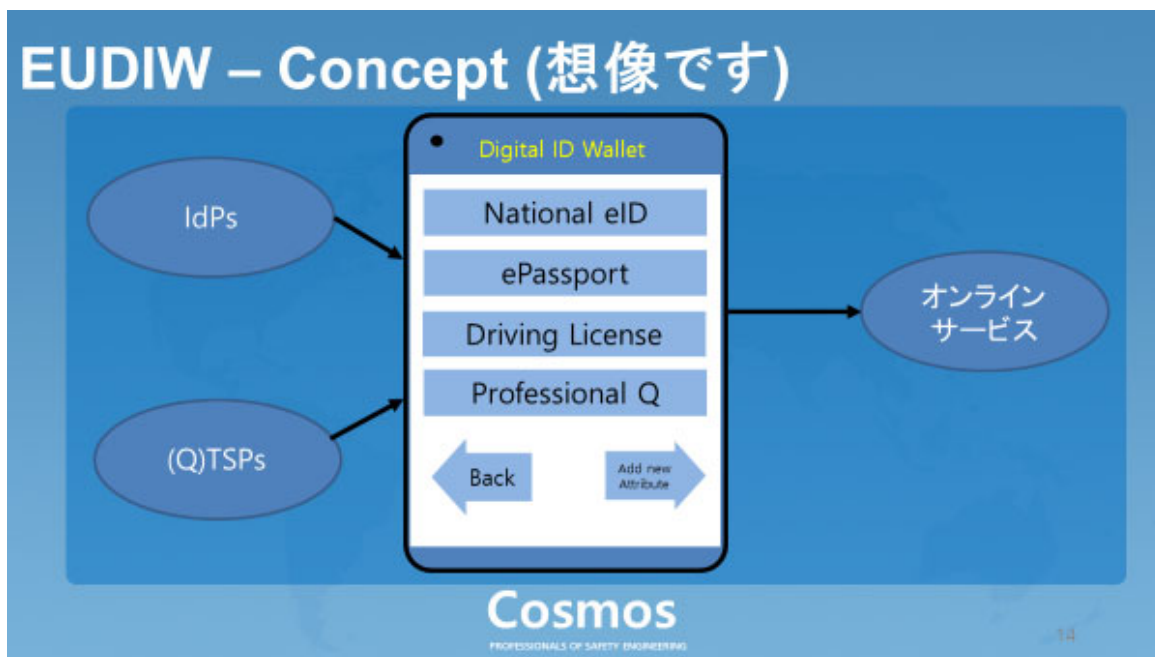 EUDIW – Concept (想像です)
Digital ID Wallet
IdPs
National eID
ePassport
Driving License
Professional Q
(Q)TSPs
Back
Add new
Attribute
オンライン
サービス
Cosmos
PROFESSIONALS OF SAFETY ENGINEERING
14